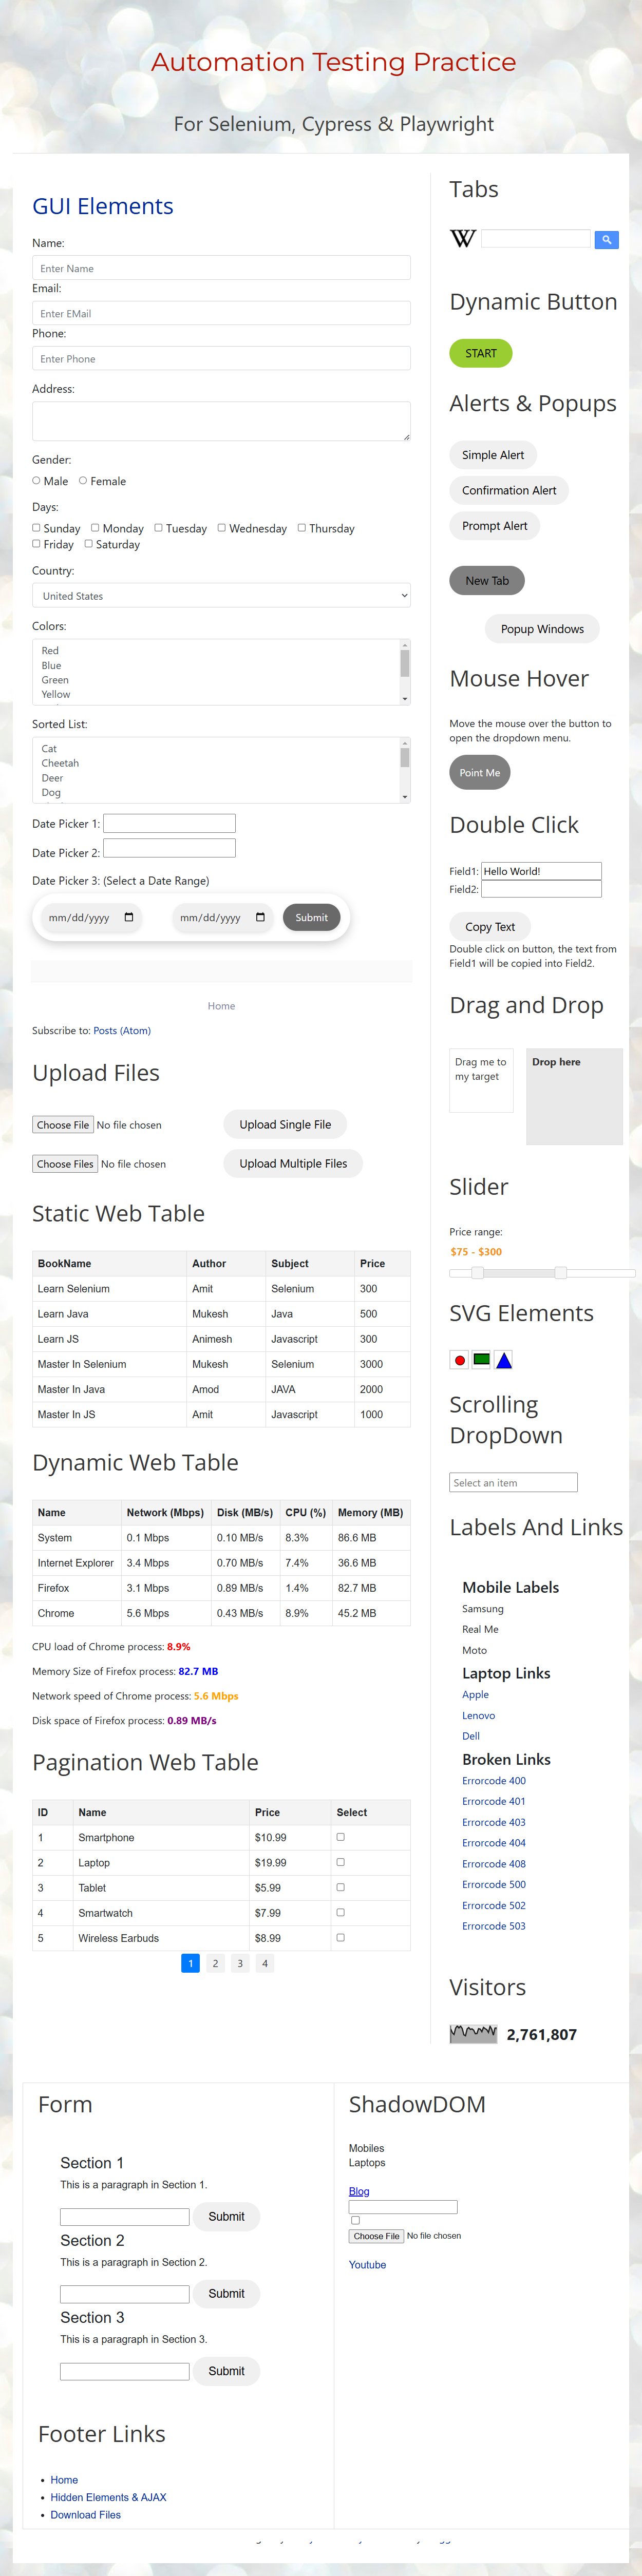 Automation Testing Practice
For Selenium, Cypress & Playwright
GUI Elements
Name:
Enter Name
Email:
Enter EMail
Phone:
Enter Phone
Address:
Gender:
Male Female
Days:
Sunday Monday Tuesday Wednesday Thursday
Friday Saturday
Country:
United States
Colors:
Red
Blue
Green
Yellow
Sorted List:
Cat
Cheetah
Deer
Dog
Date Picker 1:
Date Picker 2:
Date Picker 3: (Select a Date Range)
mm/dd/yyyy mm/dd/yyyy Submit
Home
Subscribe to: Posts (Atom)
Upload Files
Choose File No file chosen Upload Single File
Choose Files No file chosen Upload Multiple Files
Static Web Table
BookName Author Subject Price
Learn Selenium Amit Selenium 300
Learn Java Mukesh Java 500
Learn JS Animesh Javascript 300
Master In Selenium Mukesh Selenium 3000
Master In Java Amod JAVA 2000
Master In JS Amit Javascript 1000
Dynamic Web Table
Name Network (Mbps) Disk (MB/s) CPU (%) Memory (MB)
System 0.1 Mbps 0.10 MB/s 8.3% 86.6 MB
Internet Explorer 3.4 Mbps 0.70 MB/s 7.4% 36.6 MB
Firefox 3.1 Mbps 0.89 MB/s 1.4% 82.7 MB
Chrome 5.6 Mbps 0.43 MB/s 8.9% 45.2 MB
CPU load of Chrome process: 8.9%
Memory Size of Firefox process: 82.7 MB
Network speed of Chrome process: 5.6 Mbps
Disk space of Firefox process: 0.89 MB/s
Pagination Web Table
ID Name Price Select
1 Smartphone $10.99
2 Laptop $19.99
3 Tablet $5.99
4 Smartwatch $7.99
5 Wireless Earbuds $8.99
1 2 3 4
Tabs
W
Dynamic Button
START
Alerts & Popups
Simple Alert
Confirmation Alert
Prompt Alert
New Tab
Popup Windows
Mouse Hover
Move the mouse over the button to
open the dropdown menu.
Point Me
Double Click
Field1: Hello World!
Field2:
Copy Text
Double click on button, the text from
Field1 will be copied into Field2.
Drag and Drop
Drag me to
my target
Drop here
Slider
Price range:
$75 - $300
SVG Elements
Scrolling
DropDown
Select an item
Labels And Links
Mobile Labels
Samsung
Real Me
Moto
Laptop Links
Apple
Lenovo
Dell
Broken Links
Errorcode 400
Errorcode 401
Errorcode 403
Errorcode 404
Errorcode 408
Errorcode 500
Errorcode 502
Errorcode 503
Visitors
2,761,807
Form
Section 1
This is a paragraph in Section 1.
Submit
Section 2
This is a paragraph in Section 2.
Submit
Section 3
This is a paragraph in Section 3.
Submit
Footer Links
Home
Hidden Elements & AJAX
Download Files
ShadowDOM
Mobiles
Laptops
Blog
Choose File No file chosen
Youtube